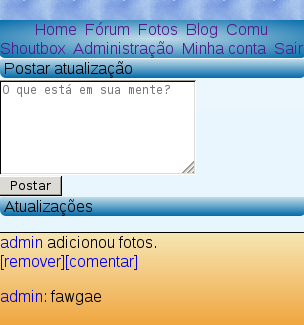 Home Fórum Fotos Blog Comu
Shoutbox Administração Minha conta Sair
Postar atualização
O que está em sua mente?
Postar
Atualizações
admin adicionou fotos.
[remover][comentar]
admin: fawgae